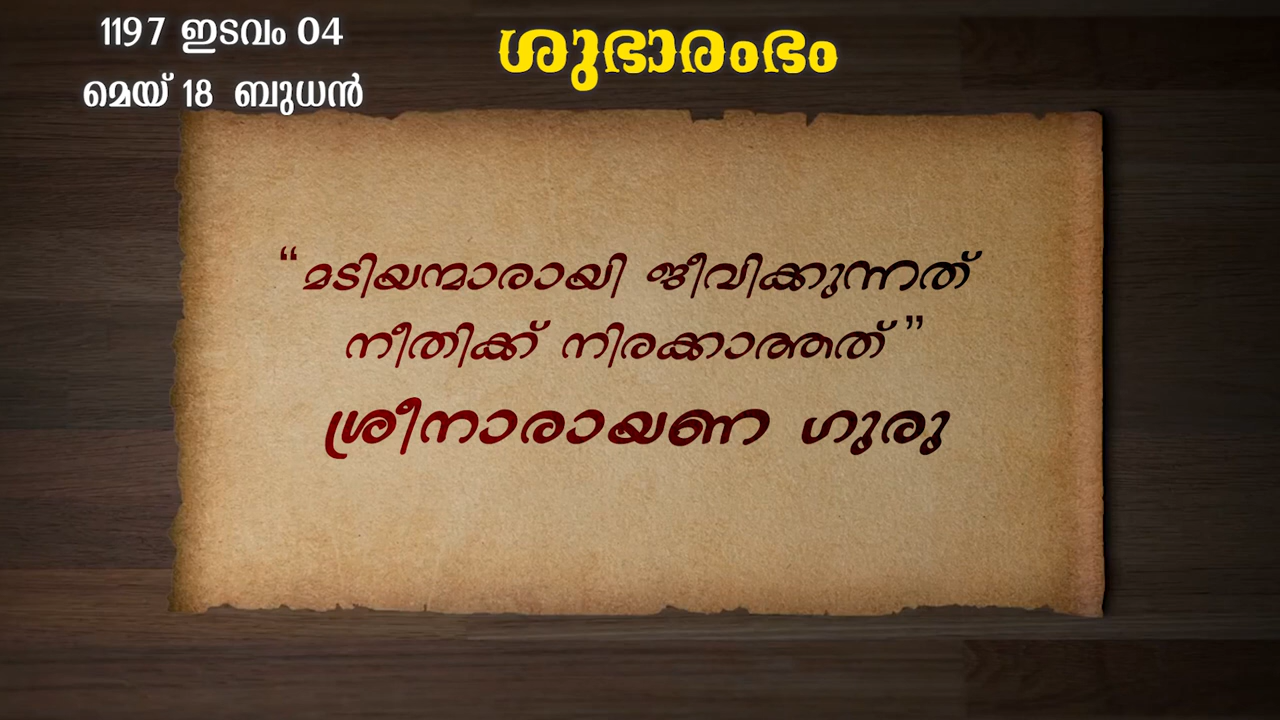 1197 ഇടവം 04
മെയ് 18 ബുധൻ
ശുഭാരംഭം
“മടിയന്മാരായി ജീവിക്കുന്നത്
നീതിക്ക് നിരക്കാത്തത്”
ശ്രീനാരായണ ഗുരു